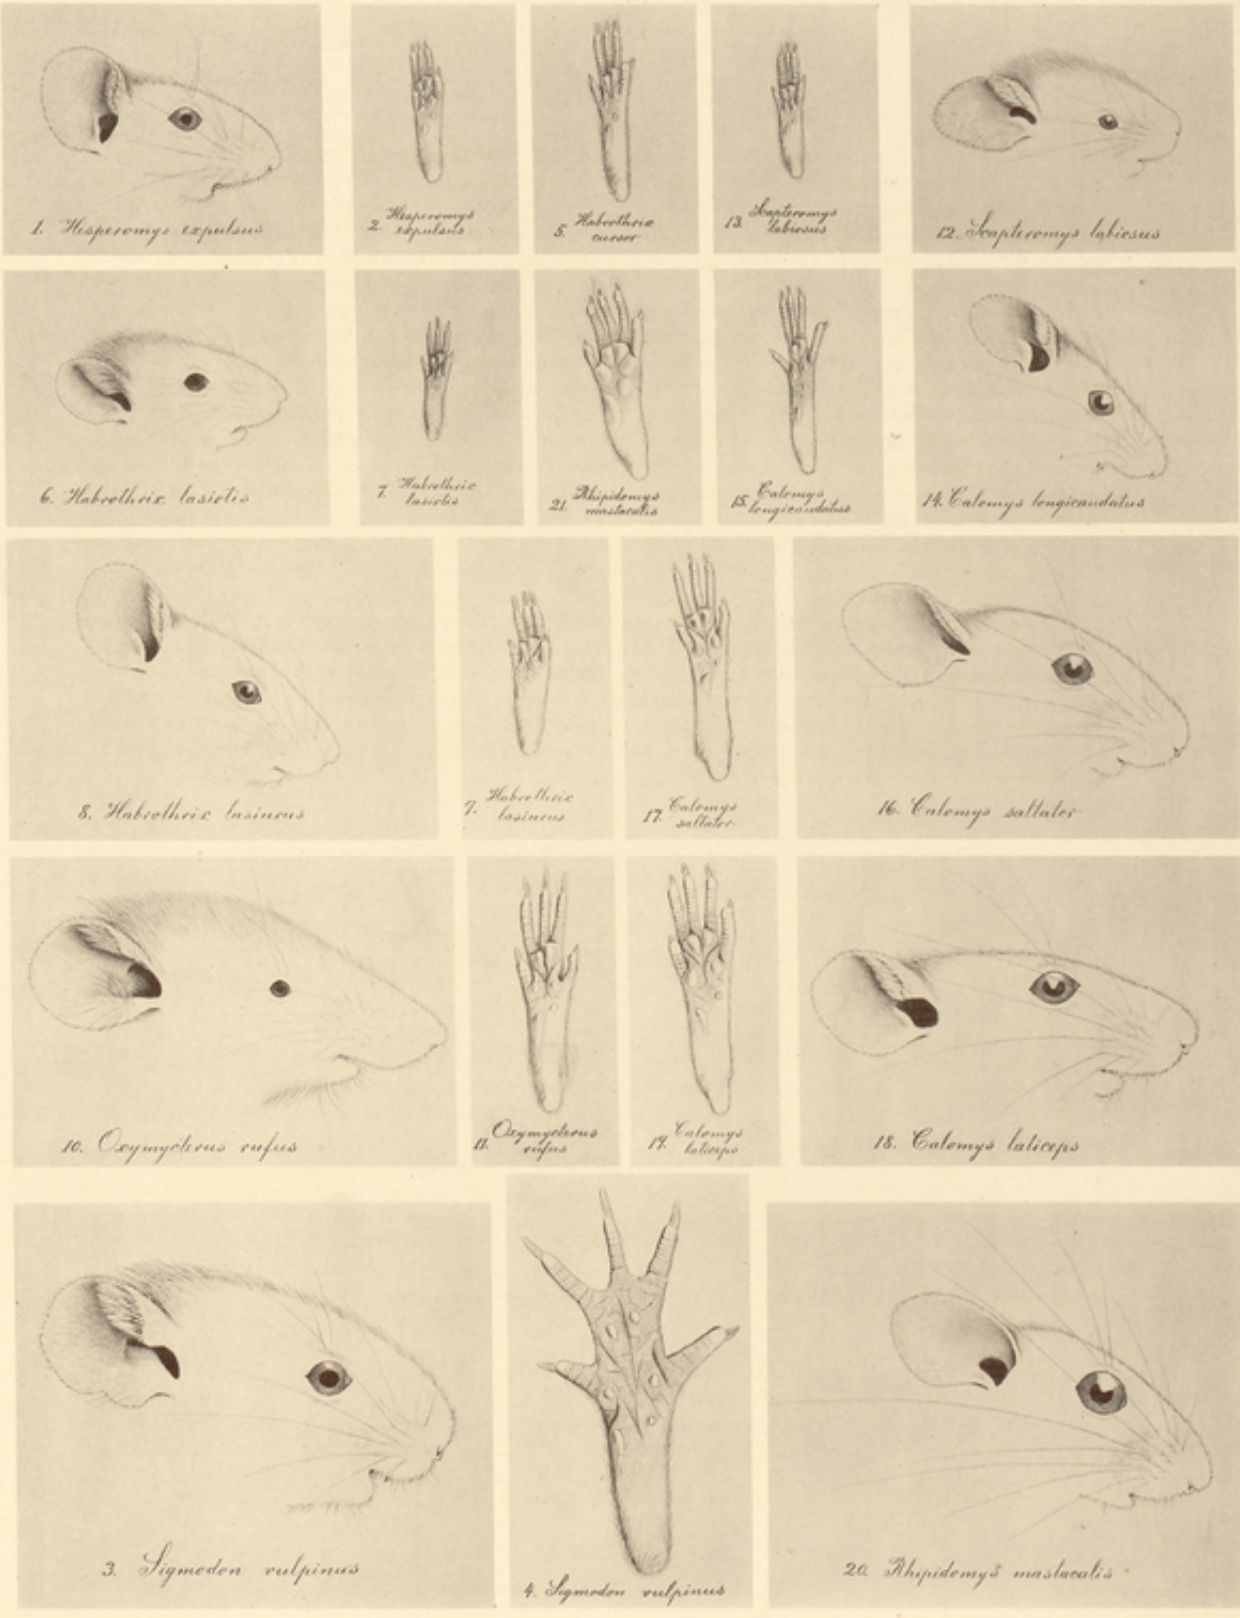 1. Hesperomys expulsus
2 Hesperomys
expulsus
5. Habrothrix
cursor
13. Scapteromys
labiosus
12. Scapteromys labiosus
6. Habrothrix lasiotis
7. Habrothrix
lasiotis
21. Rhipidomys
mastacalis
15. Calomys
longicaudatus
14. Calomys longicaudatus
8. Habrothrix lasiurus
7. Habrothrix
lasiurus
17. Calomys
saltator
16. Calomys saltator
10. Oxymycterus rufus
11. Oxymycterus
rufus
19. Calomys
laticeps
18. Calomys laticeps
3. Sigmodon vulpinus
4. Sigmodon vulpinus
20. Rhipidomys mastacalis